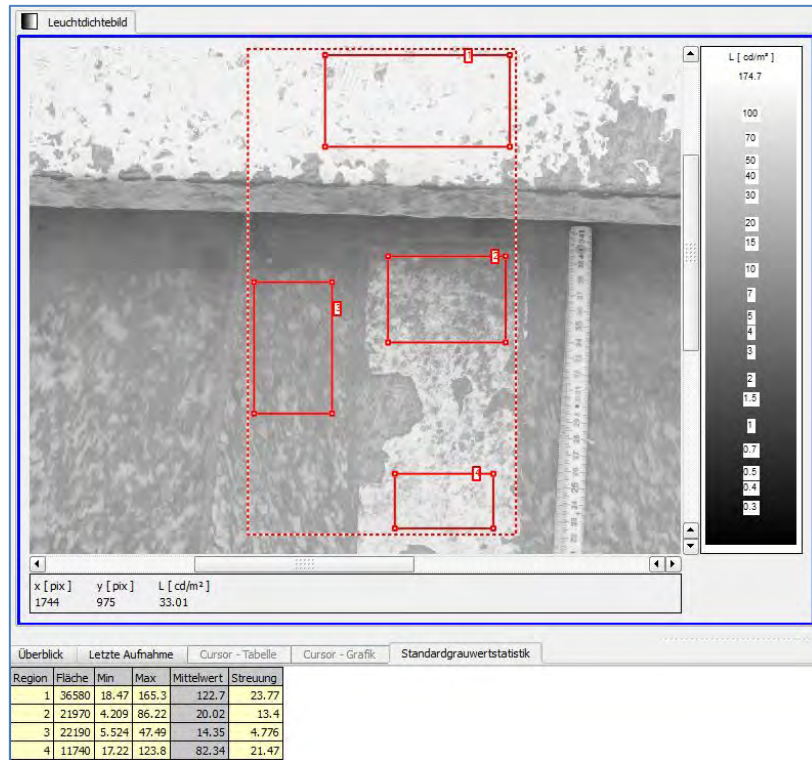 Leuchtdichtebild
L [ cd/m² ]
174.7
100
70
50
40
30
20
15
10
7
5
4
3
2
1.5
1
0.7
0.5
0.4
0.3
1
2
3
4
x [ pix ] y [ pix ] L [ cd/m² ]
1744 975 33.01
Überblick Letzte Aufnahme Cursor - Tabelle Cursor - Grafik Standardgrauwertstatistik
Region Fläche Min Max Mittelwert Streuung
1 36580 18.47 165.3 122.7 23.77
2 21970 4.209 86.22 20.02 13.4
3 22190 5.524 47.49 14.35 4.776
4 11740 17.22 123.8 82.34 21.47